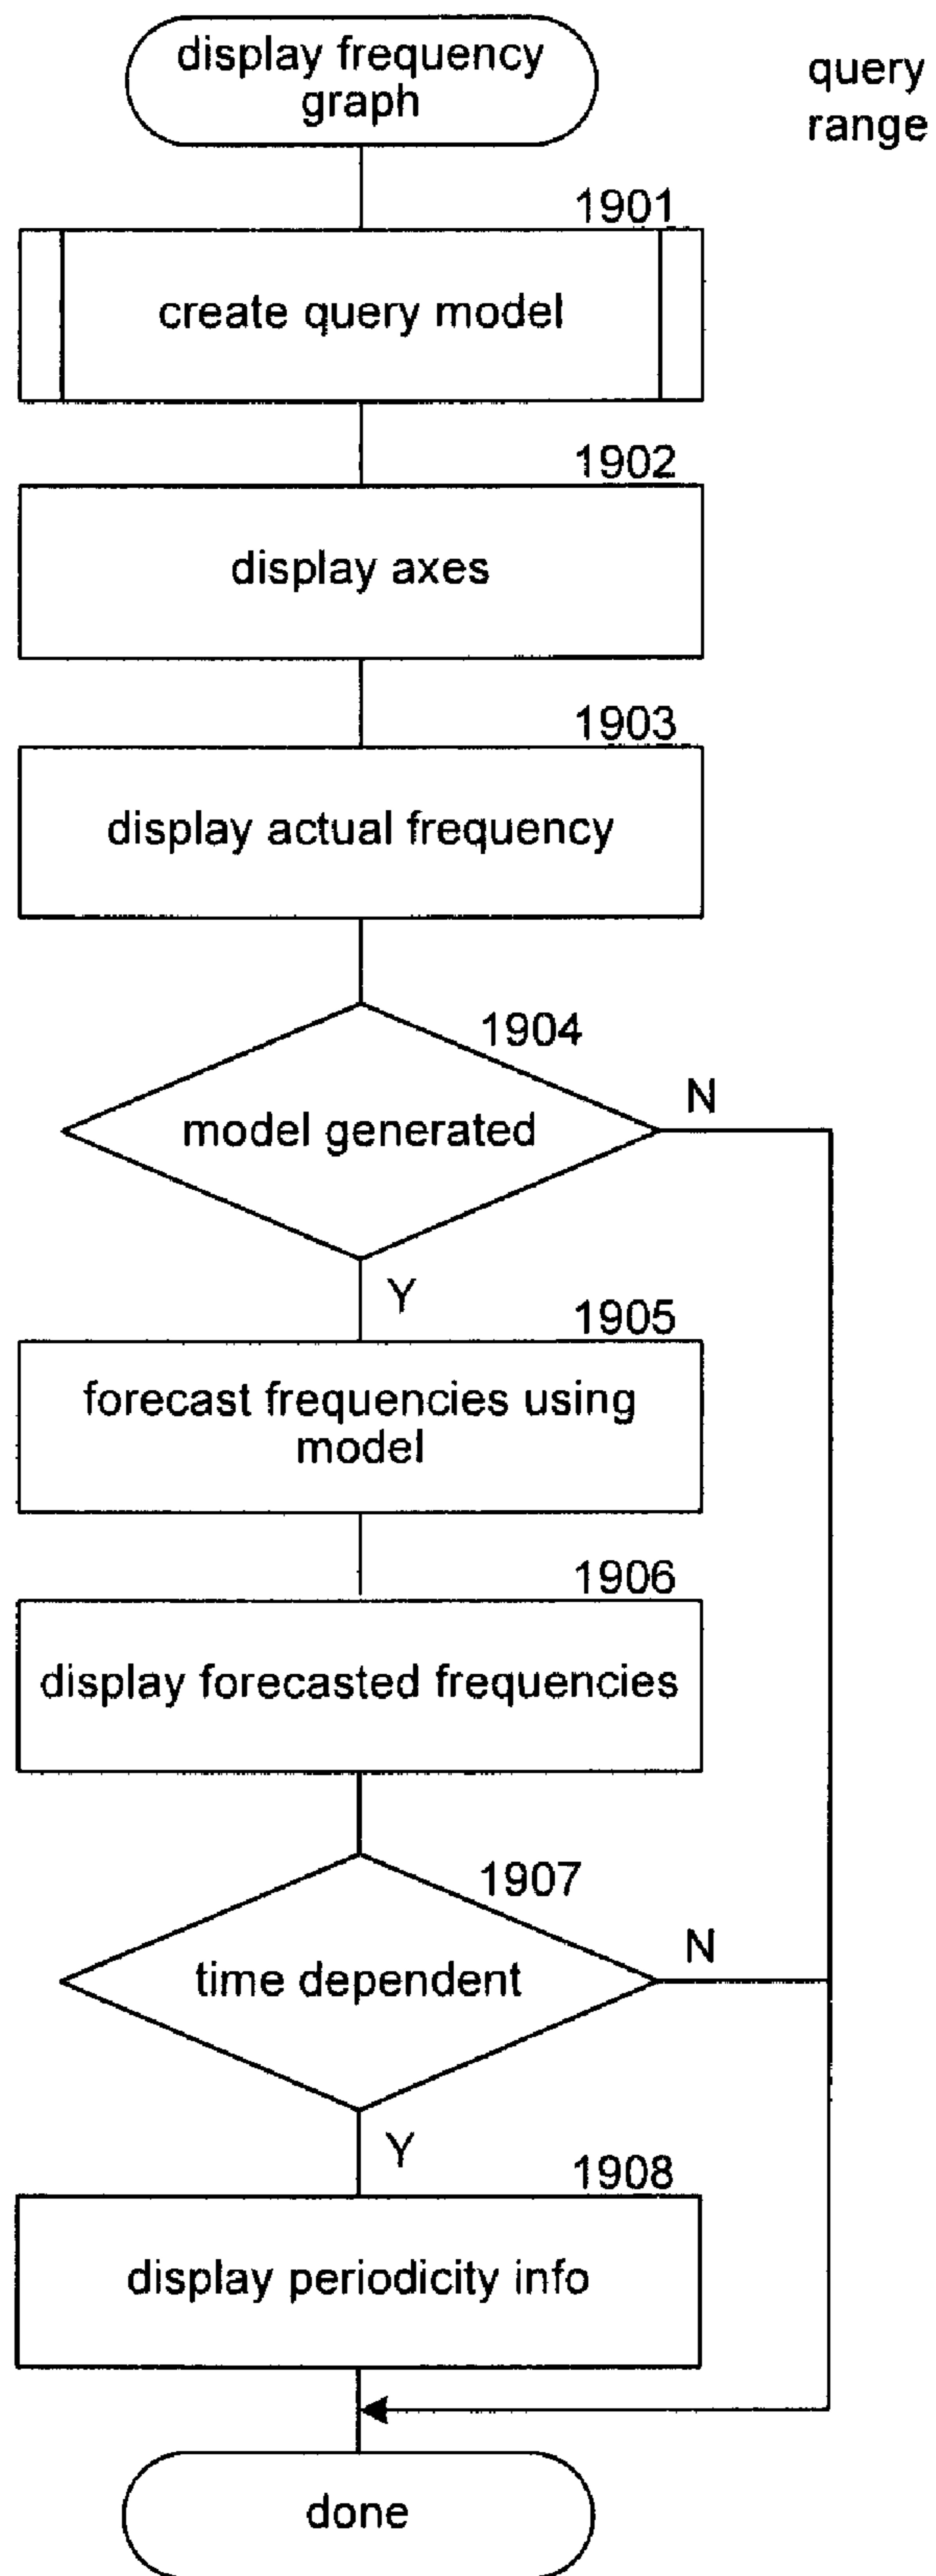 display frequency
graph
query
range
1901
create query model
1902
display axes
1903
display actual frequency
1904
model generated
N
Y
1905
forecast frequencies using
model
1906
display forecasted frequencies
1907
time dependent
N
Y
1908
display periodicity info
done